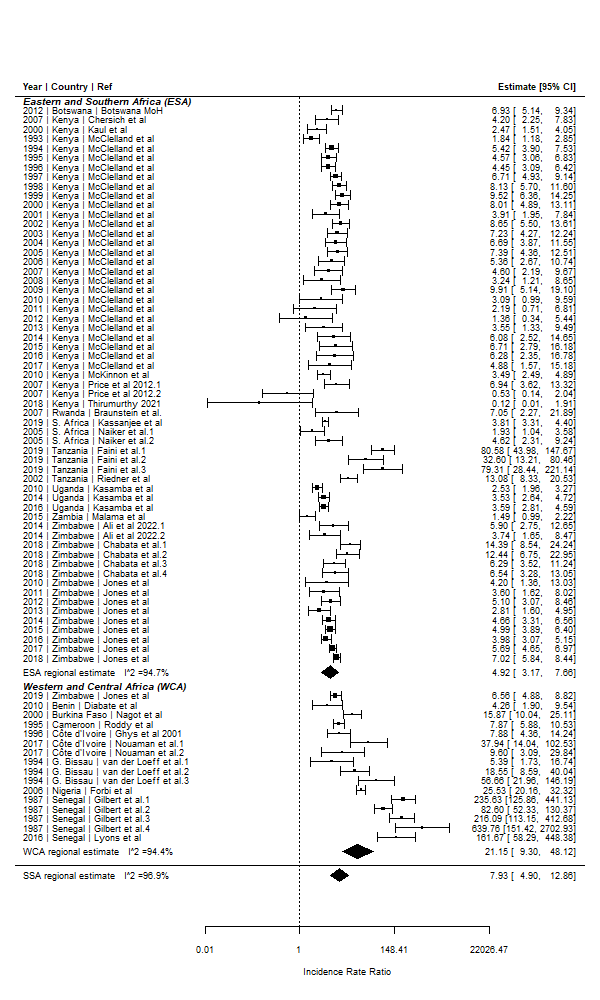 Year | Country | Ref Estimate [95% CI]
Eastern and Southern Africa (ESA)
2012 | Botswana | Botswana MoH 6.93 [ 5.14, 9.34]
2007 | Kenya | Chersich et al 4.20 [ 2.25, 7.83]
2000 | Kenya | Kaul et al 2.47 [ 1.51, 4.05]
1993 | Kenya | McClelland et al 1.84 [ 1.18, 2.85]
1994 | Kenya | McClelland et al 5.42 [ 3.90, 7.53]
1995 | Kenya | McClelland et al 4.57 [ 3.06, 6.83]
1996 | Kenya | McClelland et al 4.45 [ 3.09, 6.42]
1997 | Kenya | McClelland et al 6.71 [ 4.93, 9.14]
1998 | Kenya | McClelland et al 8.13 [ 5.70, 11.60]
1999 | Kenya | McClelland et al 9.52 [ 6.36, 14.25]
2000 | Kenya | McClelland et al 8.01 [ 4.89, 13.11]
2001 | Kenya | McClelland et al 3.91 [ 1.95, 7.84]
2002 | Kenya | McClelland et al 8.65 [ 5.50, 13.61]
2003 | Kenya | McClelland et al 7.23 [ 4.27, 12.24]
2004 | Kenya | McClelland et al 6.69 [ 3.87, 11.55]
2005 | Kenya | McClelland et al 7.39 [ 4.36, 12.51]
2006 | Kenya | McClelland et al 5.36 [ 2.67, 10.74]
2007 | Kenya | McClelland et al 4.60 [ 2.19, 9.67]
2008 | Kenya | McClelland et al 3.24 [ 1.21, 8.65]
2009 | Kenya | McClelland et al 9.91 [ 5.14, 19.10]
2010 | Kenya | McClelland et al 3.09 [ 0.99, 9.59]
2011 | Kenya | McClelland et al 2.19 [ 0.71, 6.81]
2012 | Kenya | McClelland et al 1.36 [ 0.34, 5.44]
2013 | Kenya | McClelland et al 3.55 [ 1.33, 9.49]
2014 | Kenya | McClelland et al 6.08 [ 2.52, 14.65]
2015 | Kenya | McClelland et al 6.71 [ 2.79, 16.18]
2016 | Kenya | McClelland et al 6.28 [ 2.35, 16.78]
2017 | Kenya | McClelland et al 4.88 [ 1.57, 15.18]
2010 | Kenya | McKinnon et al 3.49 [ 2.49, 4.89]
2007 | Kenya | Price et al 2012.1 6.94 [ 3.62, 13.32]
2007 | Kenya | Price et al 2012.2 0.53 [ 0.14, 2.04]
2018 | Kenya | Thirumurthy 2021 0.12 [ 0.01, 1.91]
2007 | Rwanda | Braunstein et al. 7.05 [ 2.27, 21.89]
2019 | S. Africa | Kassanjee et al 3.81 [ 3.31, 4.40]
2005 | S. Africa | Naiker et al.1 1.93 [ 1.04, 3.58]
2005 | S. Africa | Naiker et al.2 4.62 [ 2.31, 9.24]
2019 | Tanzania | Faini et al.1 80.58 [ 43.98, 147.67]
2019 | Tanzania | Faini et al.2 32.60 [ 13.21, 80.46]
2019 | Tanzania | Faini et al.3 79.31 [ 28.44, 221.14]
2002 | Tanzania | Riedner et al 13.08 [ 8.33, 20.53]
2010 | Uganda | Kasamba et al 2.53 [ 1.96, 3.27]
2014 | Uganda | Kasamba et al 3.53 [ 2.64, 4.72]
2016 | Uganda | Kasamba et al 3.59 [ 2.81, 4.59]
2015 | Zambia | Malama et al 1.49 [ 0.99, 2.22]
2014 | Zimbabwe | Ali et al 2022.1 5.90 [ 2.75, 12.65]
2014 | Zimbabwe | Ali et al 2022.2 3.74 [ 1.65, 8.47]
2018 | Zimbabwe | Chabata et al.1 14.39 [ 8.54, 24.24]
2018 | Zimbabwe | Chabata et al.2 12.44 [ 6.75, 22.95]
2018 | Zimbabwe | Chabata et al.3 6.29 [ 3.52, 11.24]
2018 | Zimbabwe | Chabata et al.4 6.54 [ 3.28, 13.05]
2010 | Zimbabwe | Jones et al 4.20 [ 1.36, 13.03]
2011 | Zimbabwe | Jones et al 3.60 [ 1.62, 8.02]
2012 | Zimbabwe | Jones et al 5.10 [ 3.07, 8.46]
2013 | Zimbabwe | Jones et al 2.81 [ 1.60, 4.95]
2014 | Zimbabwe | Jones et al 4.66 [ 3.31, 6.56]
2015 | Zimbabwe | Jones et al 4.99 [ 3.89, 6.40]
2016 | Zimbabwe | Jones et al 3.98 [ 3.07, 5.15]
2017 | Zimbabwe | Jones et al 5.69 [ 4.65, 6.97]
2018 | Zimbabwe | Jones et al 7.02 [ 5.84, 8.44]
ESA regional estimate I^2 =94.7% 4.92 [ 3.17, 7.66]
Western and Central Africa (WCA)
2019 | Zimbabwe | Jones et al 6.56 [ 4.88, 8.82]
2010 | Benin | Diabate et al 4.26 [ 1.90, 9.54]
2000 | Burkina Faso | Nagot et al 15.87 [ 10.04, 25.11]
1995 | Cameroon | Roddy et al 7.87 [ 5.88, 10.53]
1996 | Côte d'Ivoire | Ghys et al 2001 7.88 [ 4.36, 14.24]
2017 | Côte d'Ivoire | Nouaman et al.1 37.94 [ 14.04, 102.53]
2017 | Côte d'Ivoire | Nouaman et al.2 9.60 [ 3.09, 29.84]
1994 | G. Bissau | van der Loeff et al.1 5.39 [ 1.73, 16.74]
1994 | G. Bissau | van der Loeff et al.2 18.55 [ 8.59, 40.04]
1994 | G. Bissau | van der Loeff et al.3 56.66 [ 21.96, 146.19]
2006 | Nigeria | Forbi et al 25.53 [ 20.16, 32.32]
1987 | Senegal | Gilbert et al.1 235.63 [125.86, 441.13]
1987 | Senegal | Gilbert et al.2 82.60 [ 52.33, 130.37]
1987 | Senegal | Gilbert et al.3 216.09 [113.15, 412.68]
1987 | Senegal | Gilbert et al.4 639.76 [151.42, 2702.93]
2016 | Senegal | Lyons et al 161.67 [ 58.29, 448.38]
WCA regional estimate I^2 =94.4% 21.15 [ 9.30, 48.12]
SSA regional estimate I^2 =96.9% 7.93 [ 4.90, 12.86]
0.01 1 148.41 22026.47
Incidence Rate Ratio